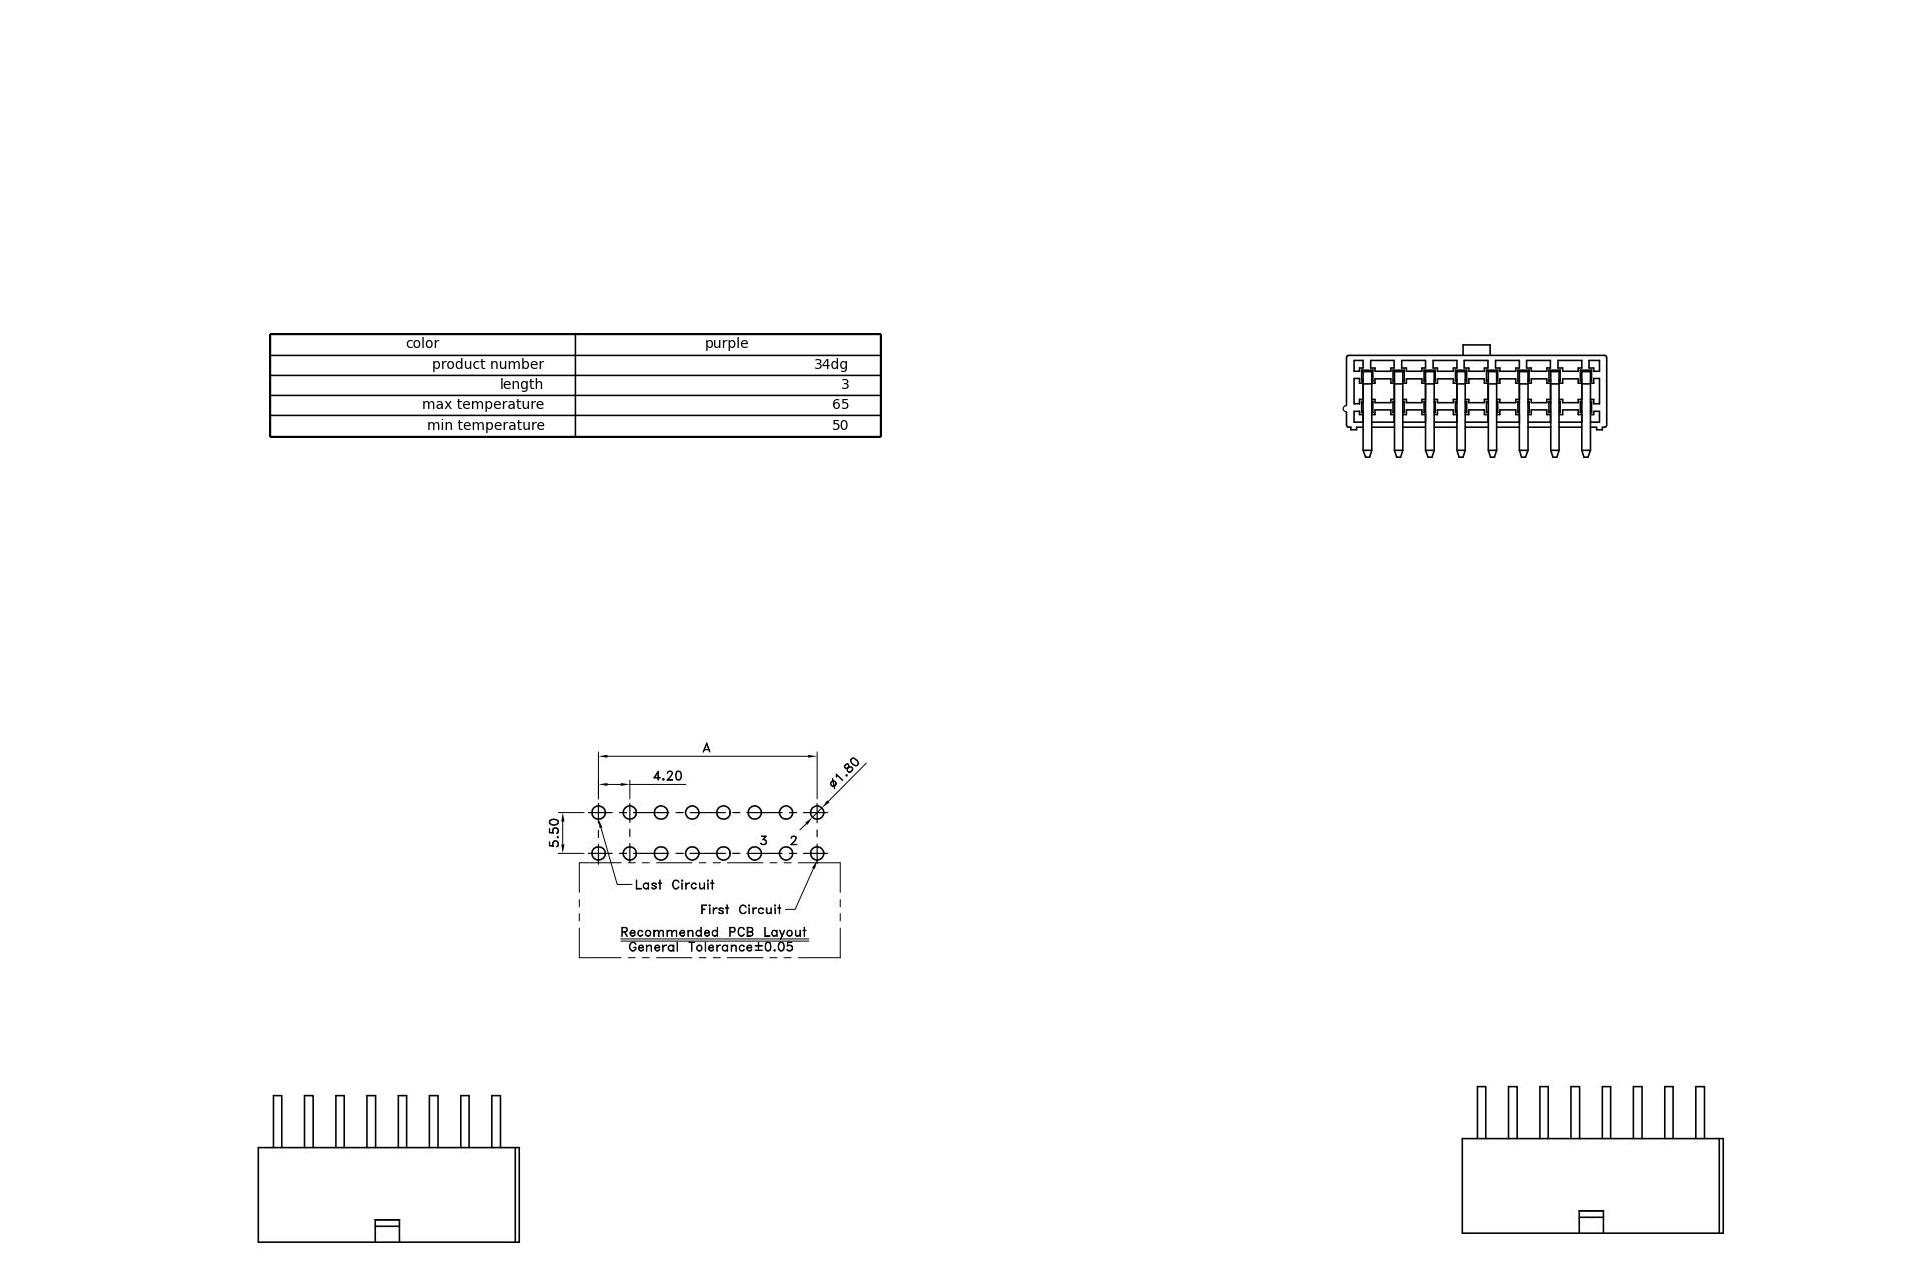 color purple
product number 34dg
length 3
max temperature 65
min temperature 50
A
4.20
ø1.80
5.50
3 2
Last Circuit
First Circuit
Recommended PCB Layout
General Tolerance±0.05